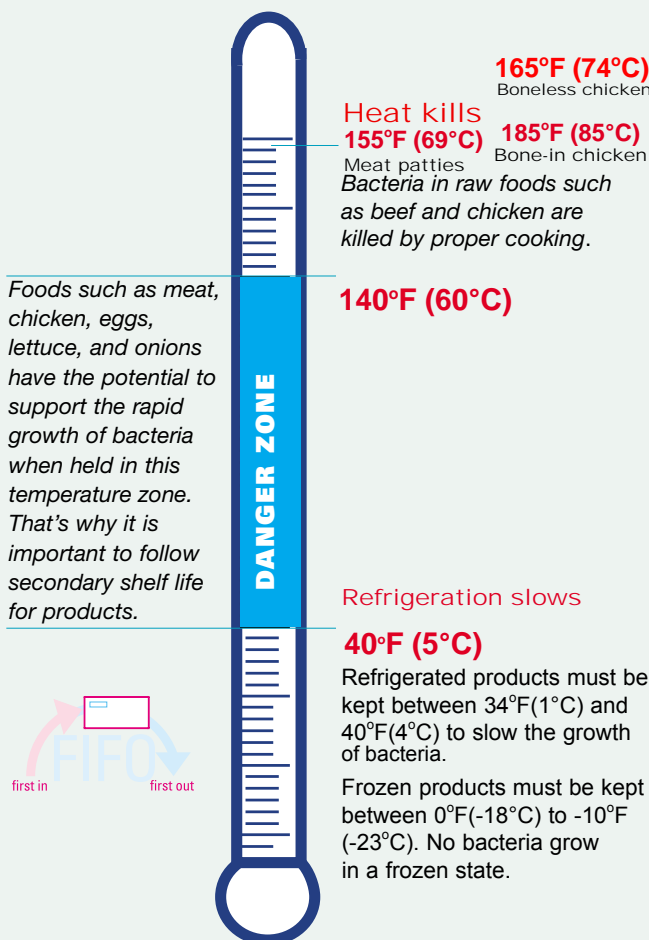 165°F (74°C)
Boneless chicken
Heat kills
155°F (69°C)
Meat patties
185°F (85°C)
Bone-in chicken
Bacteria in raw foods such
as beef and chicken are
killed by proper cooking.
140°F (60°C)
Foods such as meat,
chicken, eggs,
lettuce, and onions
have the potential to
support the rapid
growth of bacteria
when held in this
temperature zone.
That’s why it is
important to follow
secondary shelf life
for products.
DANGER ZONE
Refrigeration slows
40°F (5°C)
Refrigerated products must be
kept between 34°F(1°C) and
40°F(4°C) to slow the growth
of bacteria.
Frozen products must be kept
between 0°F(-18°C) to -10°F
(-23°C). No bacteria grow
in a frozen state.
FIFO
first in
first out